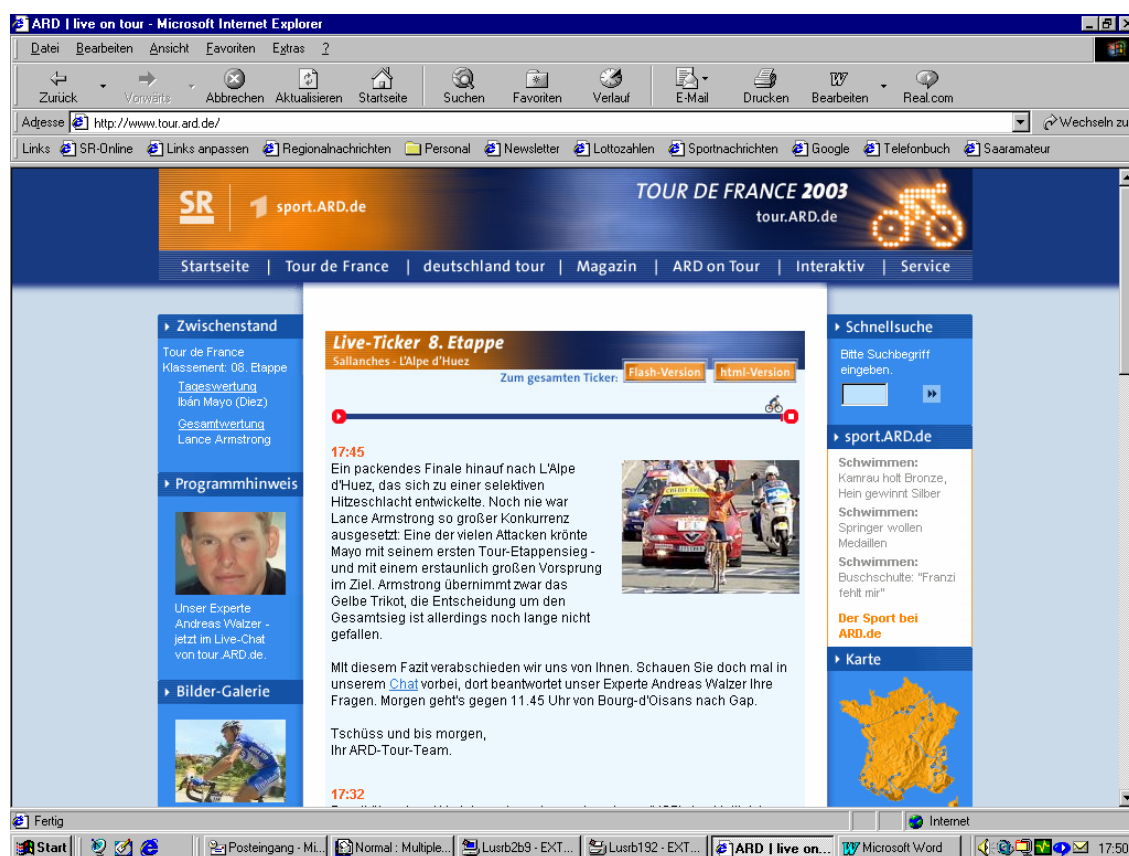 ARD | live on tour - Microsoft Internet Explorer
Datei Bearbeiten Ansicht Favoriten Extras ?
Zurück Vorwärts Abbrechen Aktualisieren Startseite Suchen Favoriten Verlauf E-Mail Drucken Bearbeiten Real.com
Adresse http://www.tour.ard.de/ Wechseln zu
Links SR-Online Links anpassen Regionalnachrichten Personal Newsletter Lottozahlen Sportnachrichten Google Telefonbuch Saaramateur
SR 1 sport.ARD.de
TOUR DE FRANCE 2003
tour.ARD.de
Startseite | Tour de France | deutschland tour | Magazin | ARD on Tour | Interaktiv | Service
Zwischenstand
Tour de France
Klassement: 08. Etappe
Tageswertung
Ibán Mayo (Diez)
Gesamtwertung
Lance Armstrong
Programmhinweis
Unser Experte
Andreas Walzer -
jetzt im Live-Chat
von tour.ARD.de.
Bilder-Galerie
Live-Ticker 8. Etappe
Sallanches - L'Alpe d'Huez
Zum gesamten Ticker: Flash-Version html-Version
17:45
Ein packendes Finale hinauf nach L'Alpe
d'Huez, das sich zu einer selektiven
Hitzeschlacht entwickelte. Noch nie war
Lance Armstrong so großer Konkurrenz
ausgesetzt: Eine der vielen Attacken krönte
Mayo mit seinem ersten Tour-Etappensieg -
und mit einem erstaunlich großen Vorsprung
im Ziel. Armstrong übernimmt zwar das
Gelbe Trikot, die Entscheidung um den
Gesamtsieg ist allerdings noch lange nicht
gefallen.
MIt diesem Fazit verabschieden wir uns von Ihnen. Schauen Sie doch mal in
unserem Chat vorbei, dort beantwortet unser Experte Andreas Walzer Ihre
Fragen. Morgen geht's gegen 11.45 Uhr von Bourg-d'Oisans nach Gap.
Tschüss und bis morgen,
Ihr ARD-Tour-Team.
17:32
Schnellsuche
Bitte Suchbegriff
eingeben.
sport.ARD.de
Schwimmen:
Kamrau holt Bronze,
Hein gewinnt Silber
Schwimmen:
Springer wollen
Medaillen
Schwimmen:
Buschschulte: "Franzi
fehlt mir"
Der Sport bei
ARD.de
Karte
Fertig Internet
Start Posteingang - Mi... Normal : Multiple... Lusrb2b9 - EXT... Lusrb192 - EXT... ARD | live on... Microsoft Word 17:50